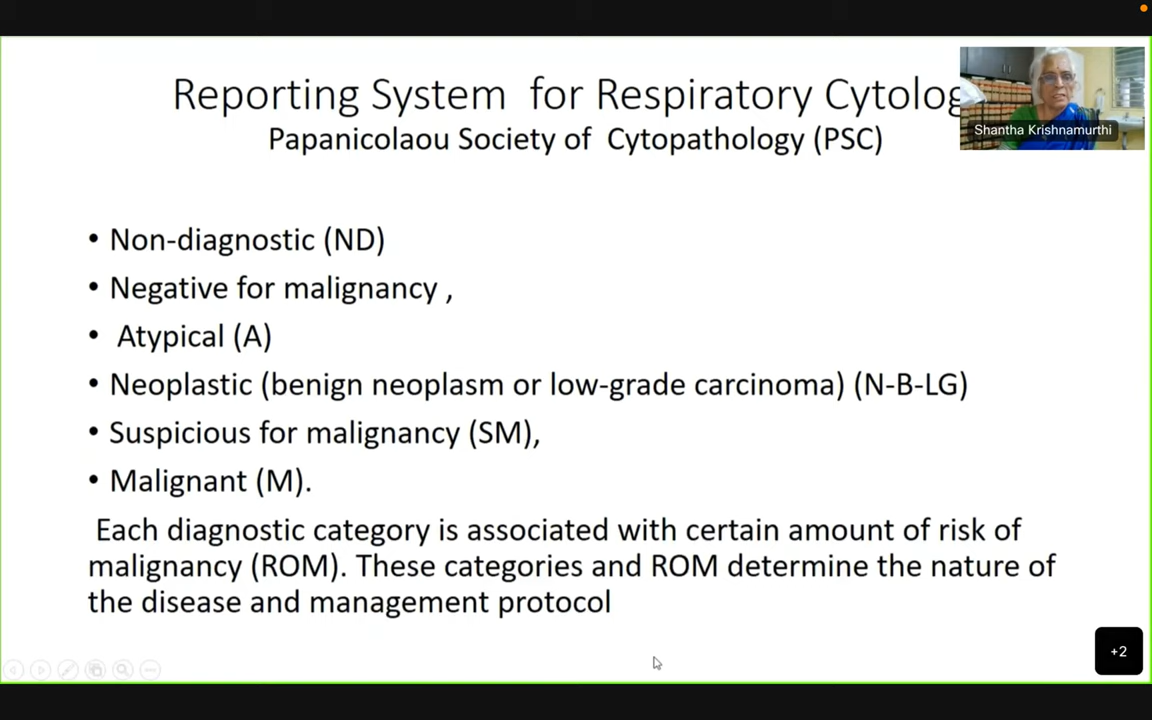 Reporting System for Respiratory Cytolog
Papanicolaou Society of Cytopathology (PSC)
Shantha Krishnamurthi
• Non-diagnostic (ND)
• Negative for malignancy ,
• Atypical (A)
• Neoplastic (benign neoplasm or low-grade carcinoma) (N-B-LG)
• Suspicious for malignancy (SM),
• Malignant (M).
Each diagnostic category is associated with certain amount of risk of
malignancy (ROM). These categories and ROM determine the nature of
the disease and management protocol
+2